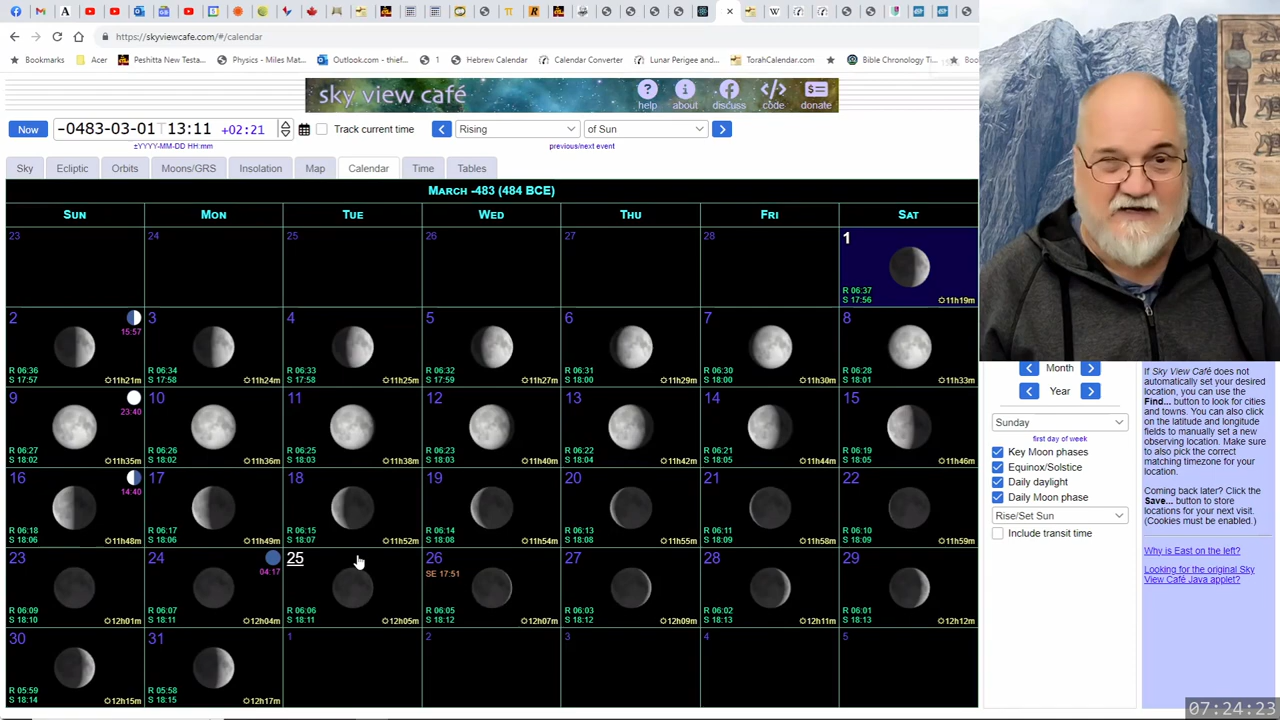 https://skyviewcafe.com/#/calendar
Bookmarks Acer Peshitta New Testa... Physics - Miles Mat... Outlook.com - thief... 1 Hebrew Calendar Calendar Converter Lunar Perigee and... TorahCalendar.com Bible Chronology Ti... Boo
sky view café
help about discuss code donate
Now -0483-03-01T13:11 +02:21 Track current time Rising of Sun
±YYYY-MM-DD HH:mm previous/next event
Sky Ecliptic Orbits Moons/GRS Insolation Map Calendar Time Tables
MARCH -483 (484 BCE)
SUN MON TUE WED THU FRI SAT
23 24 25 26 27 28 1
R 06:37
S 17:56 11h19m
2 3 4 5 6 7 8
15:57
R 06:36 R 06:34 R 06:33 R 06:32 R 06:31 R 06:30 R 06:28
S 17:57 11h21m S 17:58 11h24m S 17:58 11h25m S 17:59 11h27m S 18:00 11h29m S 18:00 11h30m S 18:01 11h33m
9 10 11 12 13 14 15
23:40
R 06:27 R 06:26 R 06:25 R 06:23 R 06:22 R 06:21 R 06:19
S 18:02 11h35m S 18:02 11h36m S 18:03 11h38m S 18:03 11h40m S 18:04 11h42m S 18:05 11h44m S 18:05 11h46m
16 17 18 19 20 21 22
14:40
R 06:18 R 06:17 R 06:15 R 06:14 R 06:13 R 06:11 R 06:10
S 18:06 11h48m S 18:06 11h49m S 18:07 11h52m S 18:08 11h54m S 18:08 11h55m S 18:09 11h58m S 18:09 11h59m
23 24 25 26 27 28 29
04:17 SE 17:51
R 06:09 R 06:07 R 06:06 R 06:05 R 06:03 R 06:02 R 06:01
S 18:10 12h01m S 18:11 12h04m S 18:11 12h05m S 18:12 12h07m S 18:12 12h09m S 18:13 12h11m S 18:13 12h12m
30 31 1 2 3 4 5
R 05:59 R 05:58
S 18:14 12h15m S 18:15 12h17m
Month
Year
Sunday
first day of week
Key Moon phases
Equinox/Solstice
Daily daylight
Daily Moon phase
Rise/Set Sun
Include transit time
If Sky View Café does not
automatically set your desired
location, you can use the
Find... button to look for cities
and towns. You can also click
on the latitude and longitude
fields to manually set a new
observing location. Make sure
to also pick the correct
matching timezone for your
location.
Coming back later? Click the
Save... button to store
locations for your next visit.
(Cookies must be enabled.)
Why is East on the left?
Looking for the original Sky
View Café Java applet?
07:24:23